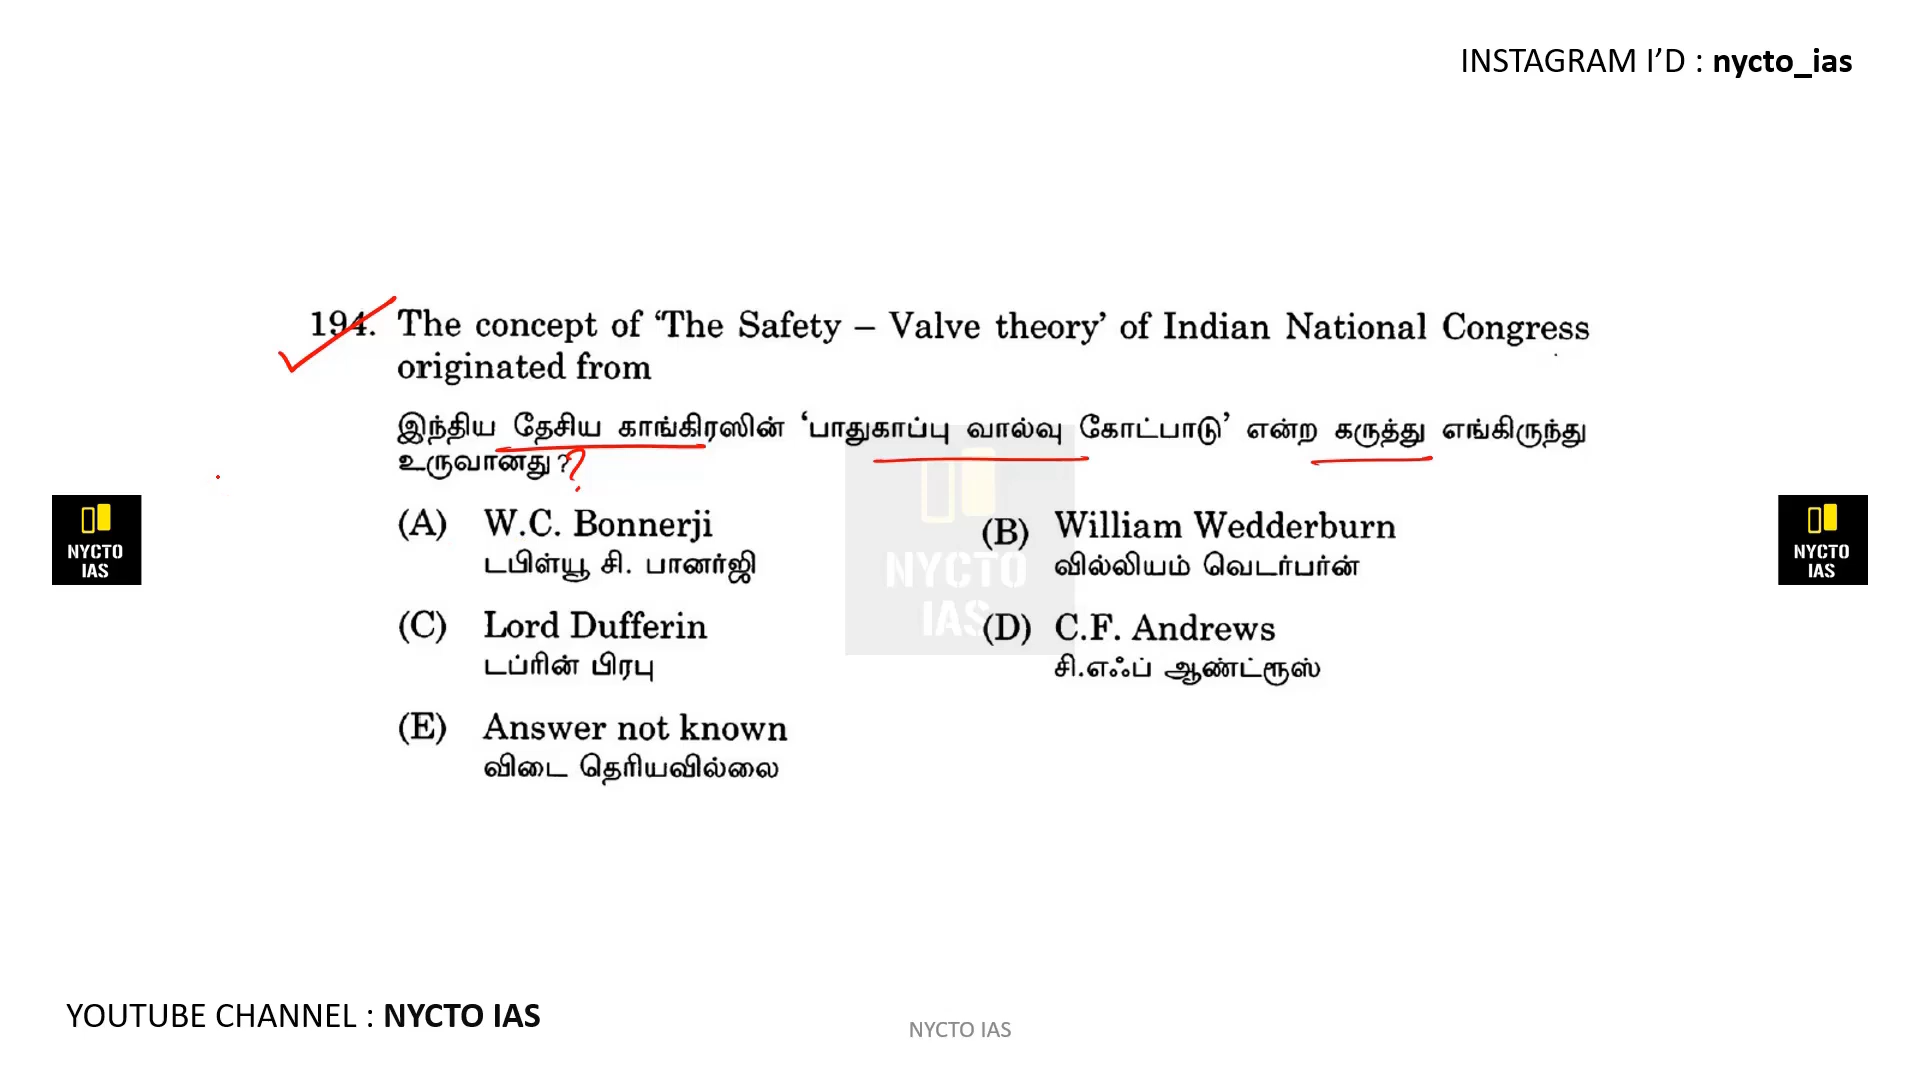 INSTAGRAM I’D : nycto_ias
194. The concept of ‘The Safety – Valve theory’ of Indian National Congress
originated from
இந்திய தேசிய காங்கிரஸின் ‘பாதுகாப்பு வால்வு கோட்பாடு’ என்ற கருத்து எங்கிருந்து
உருவானது ?
?
(A) W.C. Bonnerji
டபிள்யூ சி. பானர்ஜி
(B) William Wedderburn
வில்லியம் வெடர்பர்ன்
(C) Lord Dufferin
டப்ரின் பிரபு
(D) C.F. Andrews
சி.எஃப் ஆண்ட்ரூஸ்
(E) Answer not known
விடை தெரியவில்லை
NYCTO
IAS
NYCTO
IAS
NYCTO
IAS
YOUTUBE CHANNEL : NYCTO IAS
NYCTO IAS